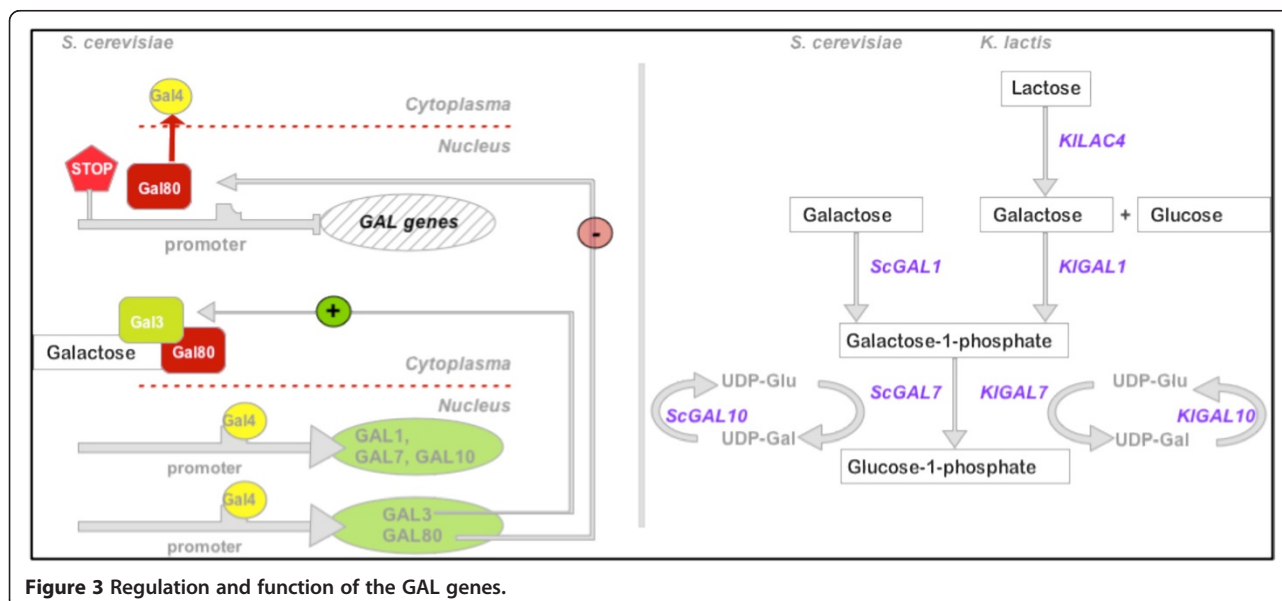 S. cerevisiae
Gal4
Cytoplasma
Nucleus
STOP
Gal80
GAL genes
promoter
-
+
Gal3
Galactose
Gal80
Cytoplasma
Nucleus
Gal4
GAL1,
GAL7, GAL10
promoter
Gal4
GAL3
GAL80
promoter
S. cerevisiae
K. lactis
Lactose
KlLAC4
Galactose
Galactose + Glucose
ScGAL1
KlGAL1
Galactose-1-phosphate
UDP-Glu
ScGAL7
KlGAL7
UDP-Glu
ScGAL10
KlGAL10
UDP-Gal
UDP-Gal
Glucose-1-phosphate
Figure 3 Regulation and function of the GAL genes.